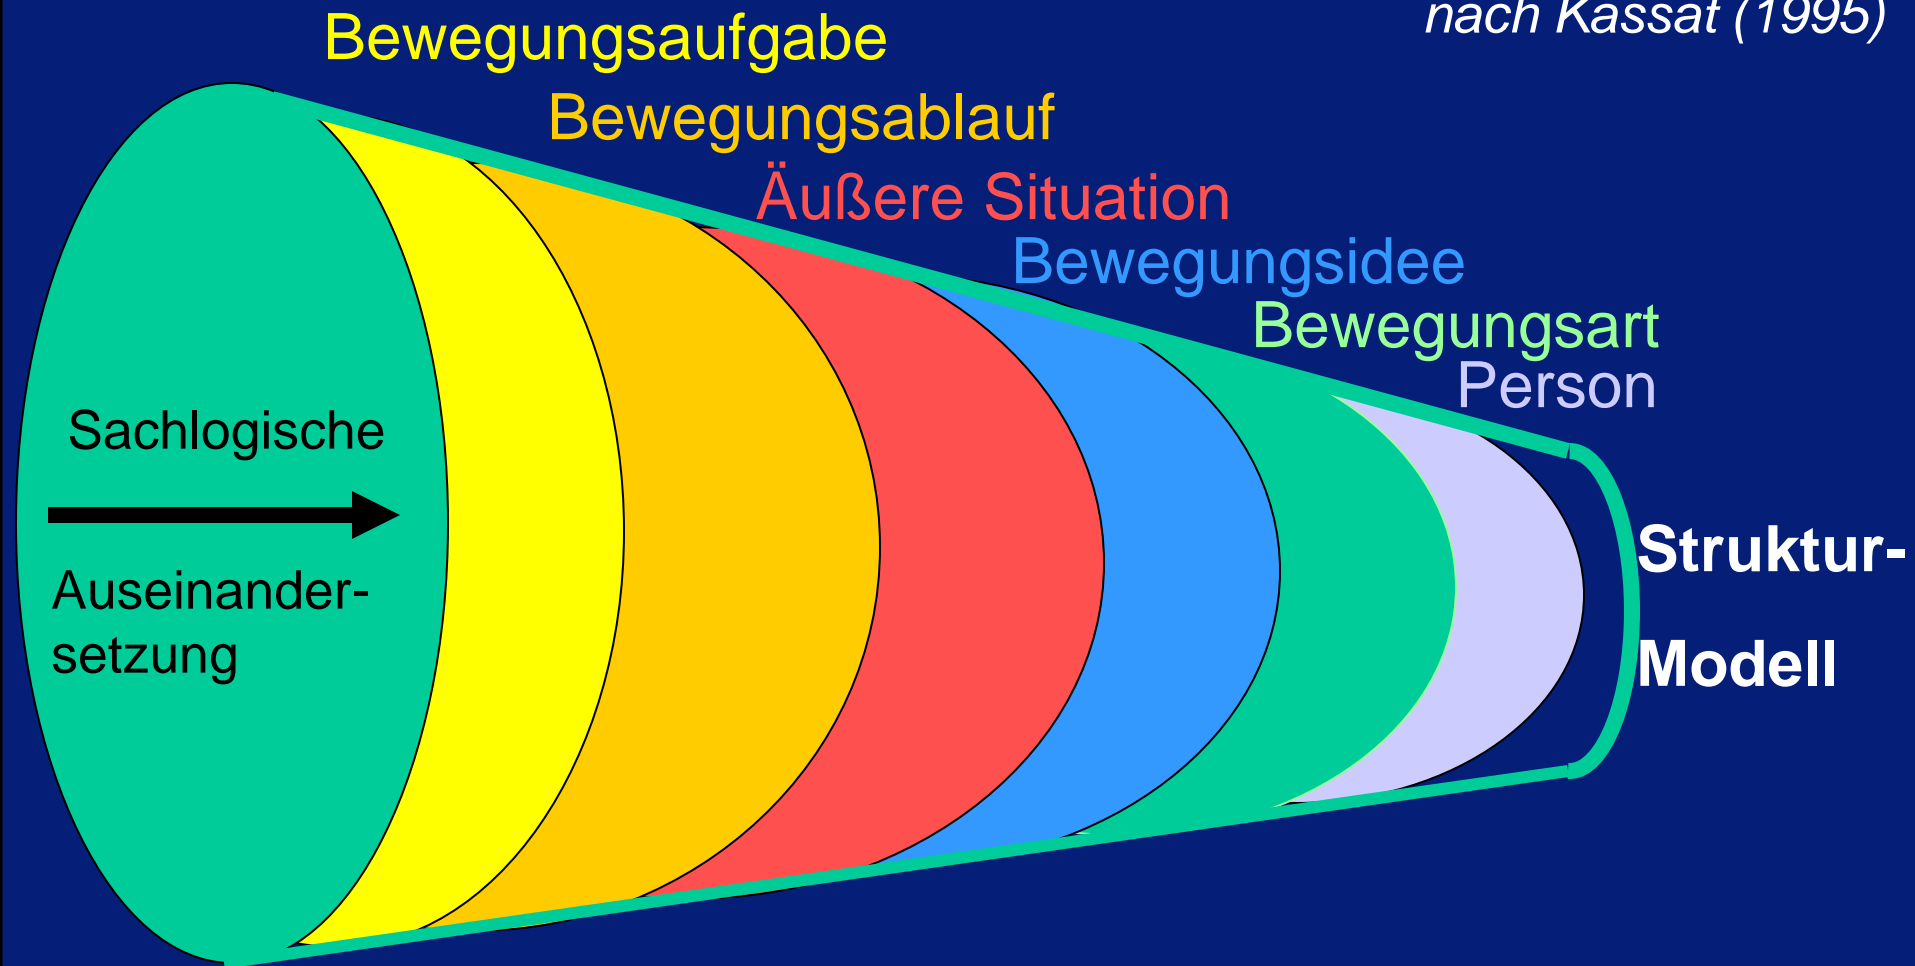 nach Kassat (1995)
Bewegungsaufgabe
Bewegungsablauf
Äußere Situation
Bewegungsidee
Bewegungsart
Person
Sachlogische
Auseinander-
setzung
Struktur-
Modell